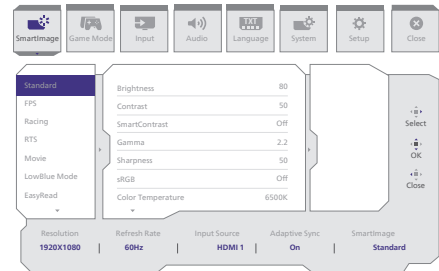 SmartImage
Game Mode
Input
Audio
TXT
Language
System
Setup
Close
Standard
FPS
Racing
RTS
Movie
LowBlue Mode
EasyRead
Brightness 80
Contrast 50
SmartContrast Off
Gamma 2.2
Sharpness 50
sRGB Off
Color Temperature 6500K
Select
OK
Close
Resolution Refresh Rate Input Source Adaptive Sync SmartImage
1920X1080 | 60Hz | HDMI 1 | On | Standard